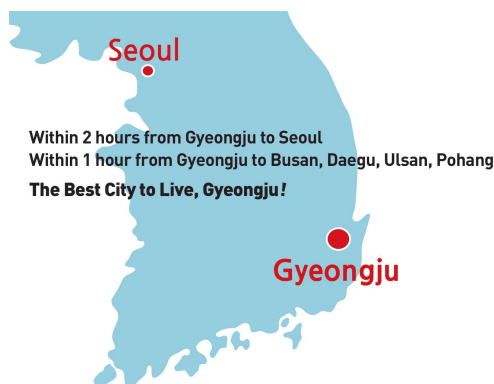 Seoul
Within 2 hours from Gyeongju to Seoul
Within 1 hour from Gyeongju to Busan, Daegu, Ulsan, Pohang
The Best City to Live, Gyeongju!
Gyeongju